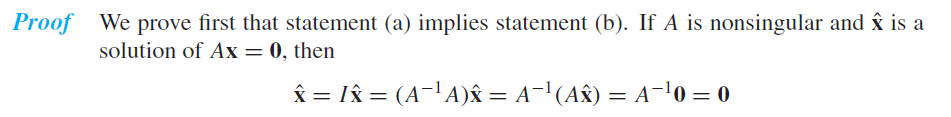 Proof We prove first that statement (a) implies statement (b). If A is nonsingular and x̂ is a
solution of Ax = 0, then
x̂ = Ix̂ = (A⁻¹A)x̂ = A⁻¹(Ax̂) = A⁻¹0 = 0